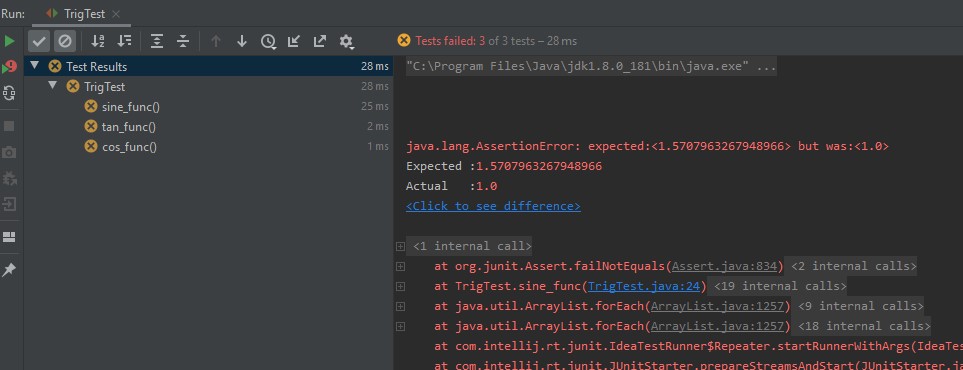 Run: TrigTest
Tests failed: 3 of 3 tests – 28 ms
Test Results 28 ms
TrigTest 28 ms
sine_func() 25 ms
tan_func() 2 ms
cos_func() 1 ms
"C:\Program Files\Java\jdk1.8.0_181\bin\java.exe" ...
java.lang.AssertionError: expected:<1.5707963267948966> but was:<1.0>
Expected :1.5707963267948966
Actual   :1.0
<Click to see difference>
<1 internal call>
at org.junit.Assert.failNotEquals(Assert.java:834) <2 internal calls>
at TrigTest.sine_func(TrigTest.java:24) <19 internal calls>
at java.util.ArrayList.forEach(ArrayList.java:1257) <9 internal calls>
at java.util.ArrayList.forEach(ArrayList.java:1257) <18 internal calls>
at com.intellij.rt.junit.IdeaTestRunner$Repeater.startRunnerWithArgs(IdeaTes
at com.intellij.rt.junit.JUnitStarter.prepareStreamsAndStart(JUnitStarter.ja